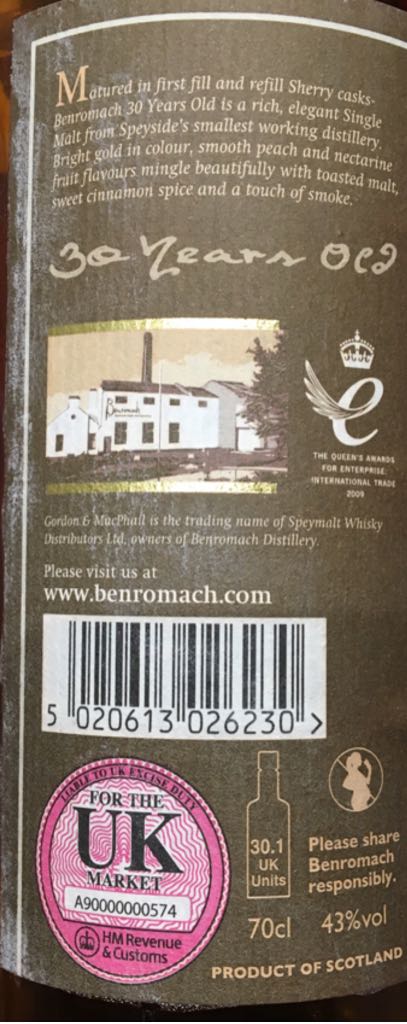 Matured in first fill and refill Sherry casks-
Benromach 30 Years Old is a rich, elegant Single
Malt from Speyside's smallest working distillery.
Bright gold in colour, smooth peach and nectarine
fruit flavours mingle beautifully with toasted malt,
sweet cinnamon spice and a touch of smoke.
30 Years Old
Benromach
THE QUEEN'S AWARDS
FOR ENTERPRISE:
INTERNATIONAL TRADE
2009
Gordon & MacPhail is the trading name of Speymalt Whisky
Distributors Ltd, owners of Benromach Distillery.
Please visit us at
www.benromach.com
5 020613 026230 >
LIABLE TO UK EXCISE DUTY
FOR THE
UK
MARKET
A90000000574
HM Revenue
& Customs
30.1
UK
Units
Please share
Benromach
responsibly.
70cl
43%vol
PRODUCT OF SCOTLAND